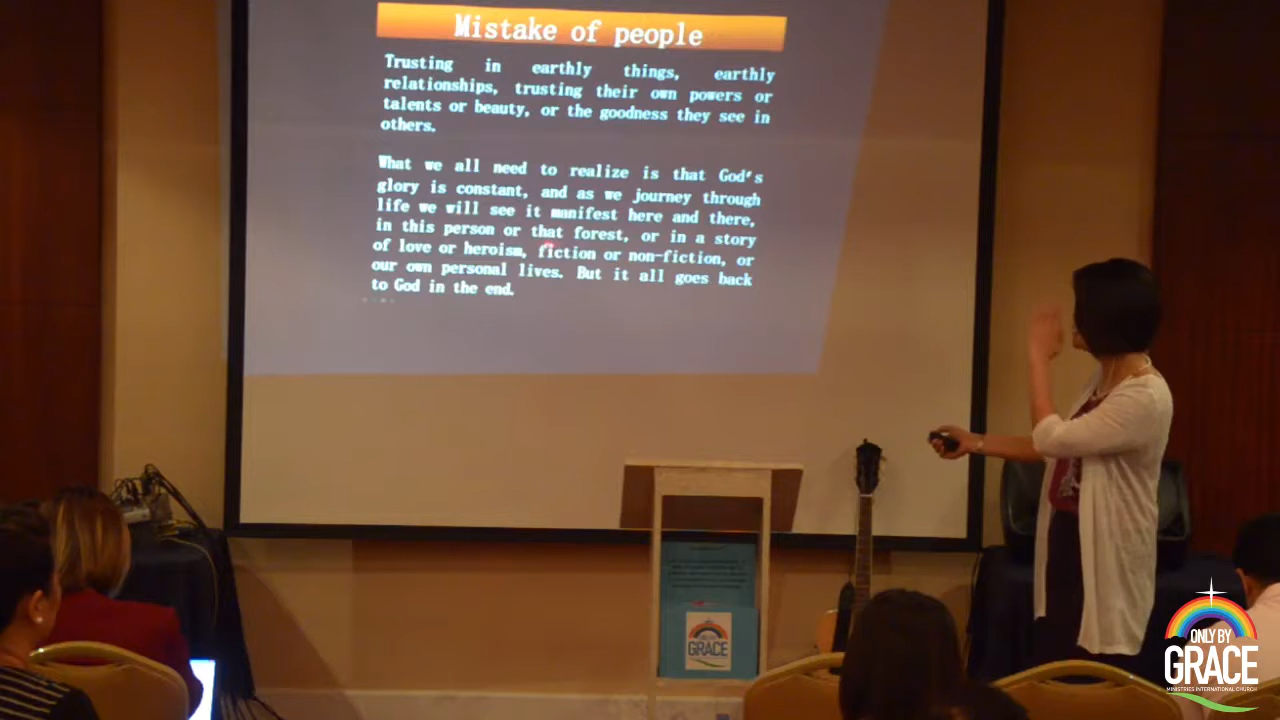 Mistake of people
Trusting in earthly things, earthly
relationships, trusting their own powers or
talents or beauty, or the goodness they see in
others.
What we all need to realize is that God's
glory is constant, and as we journey through
life we will see it manifest here and there,
in this person or that forest, or in a story
of love or heroism, fiction or non-fiction, or
our own personal lives. But it all goes back
to God in the end.
GRACE
ONLY BY
GRACE
MINISTRIES INTERNATIONAL CHURCH